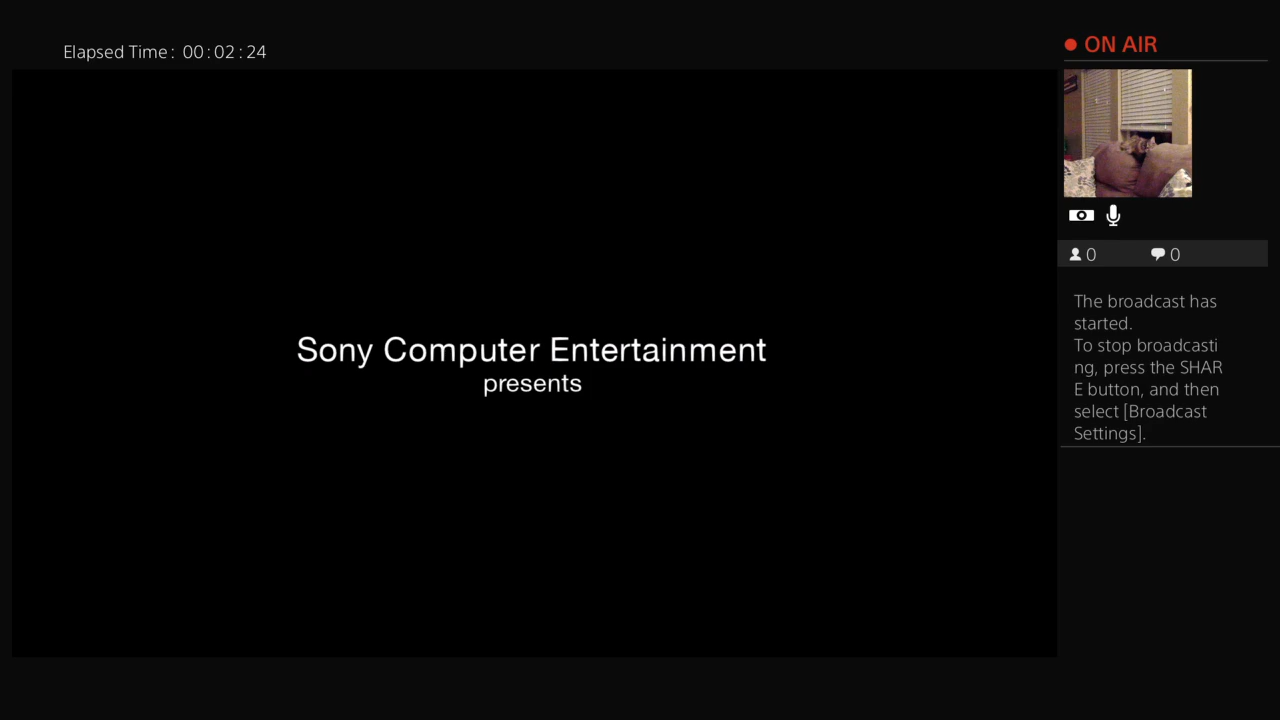 Elapsed Time: 00:02:24
ON AIR
0 0
Sony Computer Entertainment
presents
The broadcast has
started.
To stop broadcasti
ng, press the SHAR
E button, and then
select [Broadcast
Settings].